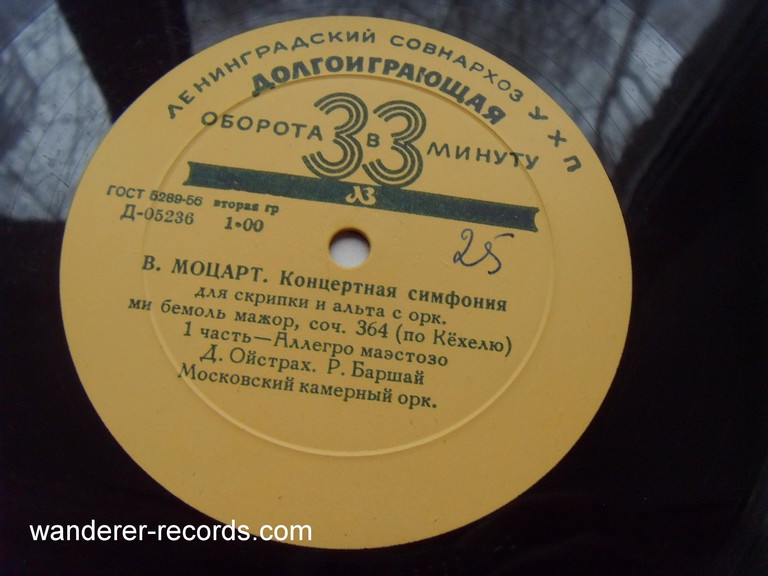 ЛЕНИНГРАДСКИЙ СОВНАРХОЗ УХП
ДОЛГОИГРАЮЩАЯ
ОБОРОТА 33 В МИНУТУ
ЛЗ
ГОСТ 5289-56 вторая гр
Д-05236 1•00
25
В. МОЦАРТ. Концертная симфония
для скрипки и альта с орк.
ми бемоль мажор, соч. 364 (по Кёхелю)
1 часть—Аллегро маэстозо
Д. Ойстрах. Р. Баршай
Московский камерный орк.
wanderer-records.com